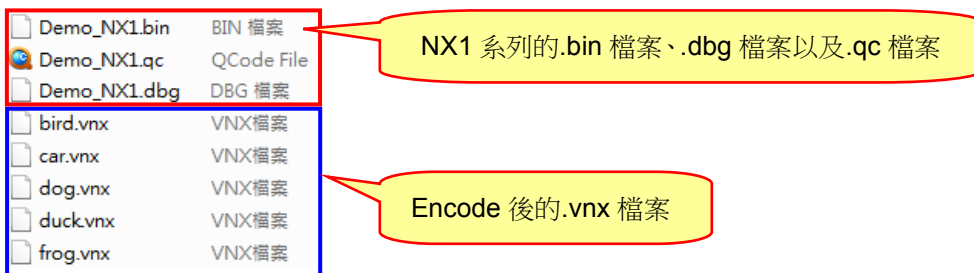 Demo_NX1.bin BIN 檔案
Demo_NX1.qc QCode File
Demo_NX1.dbg DBG 檔案
bird.vnx VNX檔案
car.vnx VNX檔案
dog.vnx VNX檔案
duck.vnx VNX檔案
frog.vnx VNX檔案
NX1 系列的.bin 檔案、.dbg 檔案以及.qc 檔案
Encode 後的.vnx 檔案